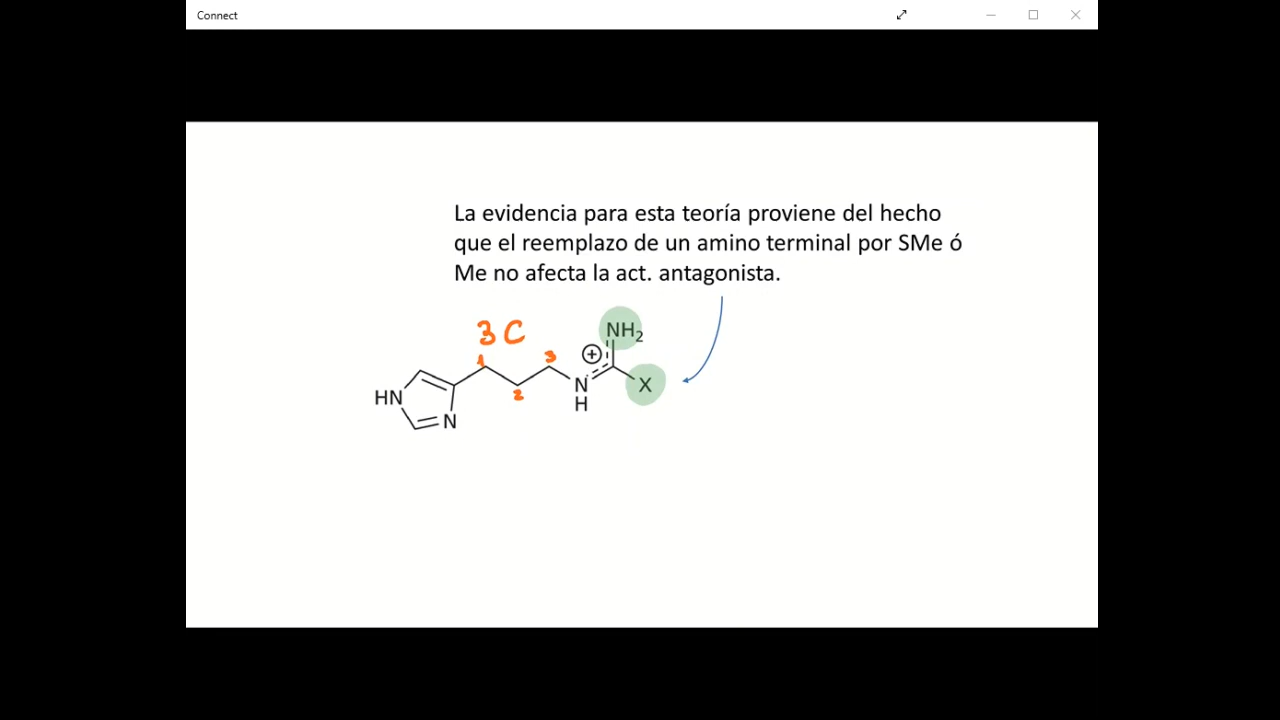 Connect
La evidencia para esta teoría proviene del hecho
que el reemplazo de un amino terminal por SMe ó
Me no afecta la act. antagonista.
3 C
NH2
1
3
2
HN
N
N
H
X